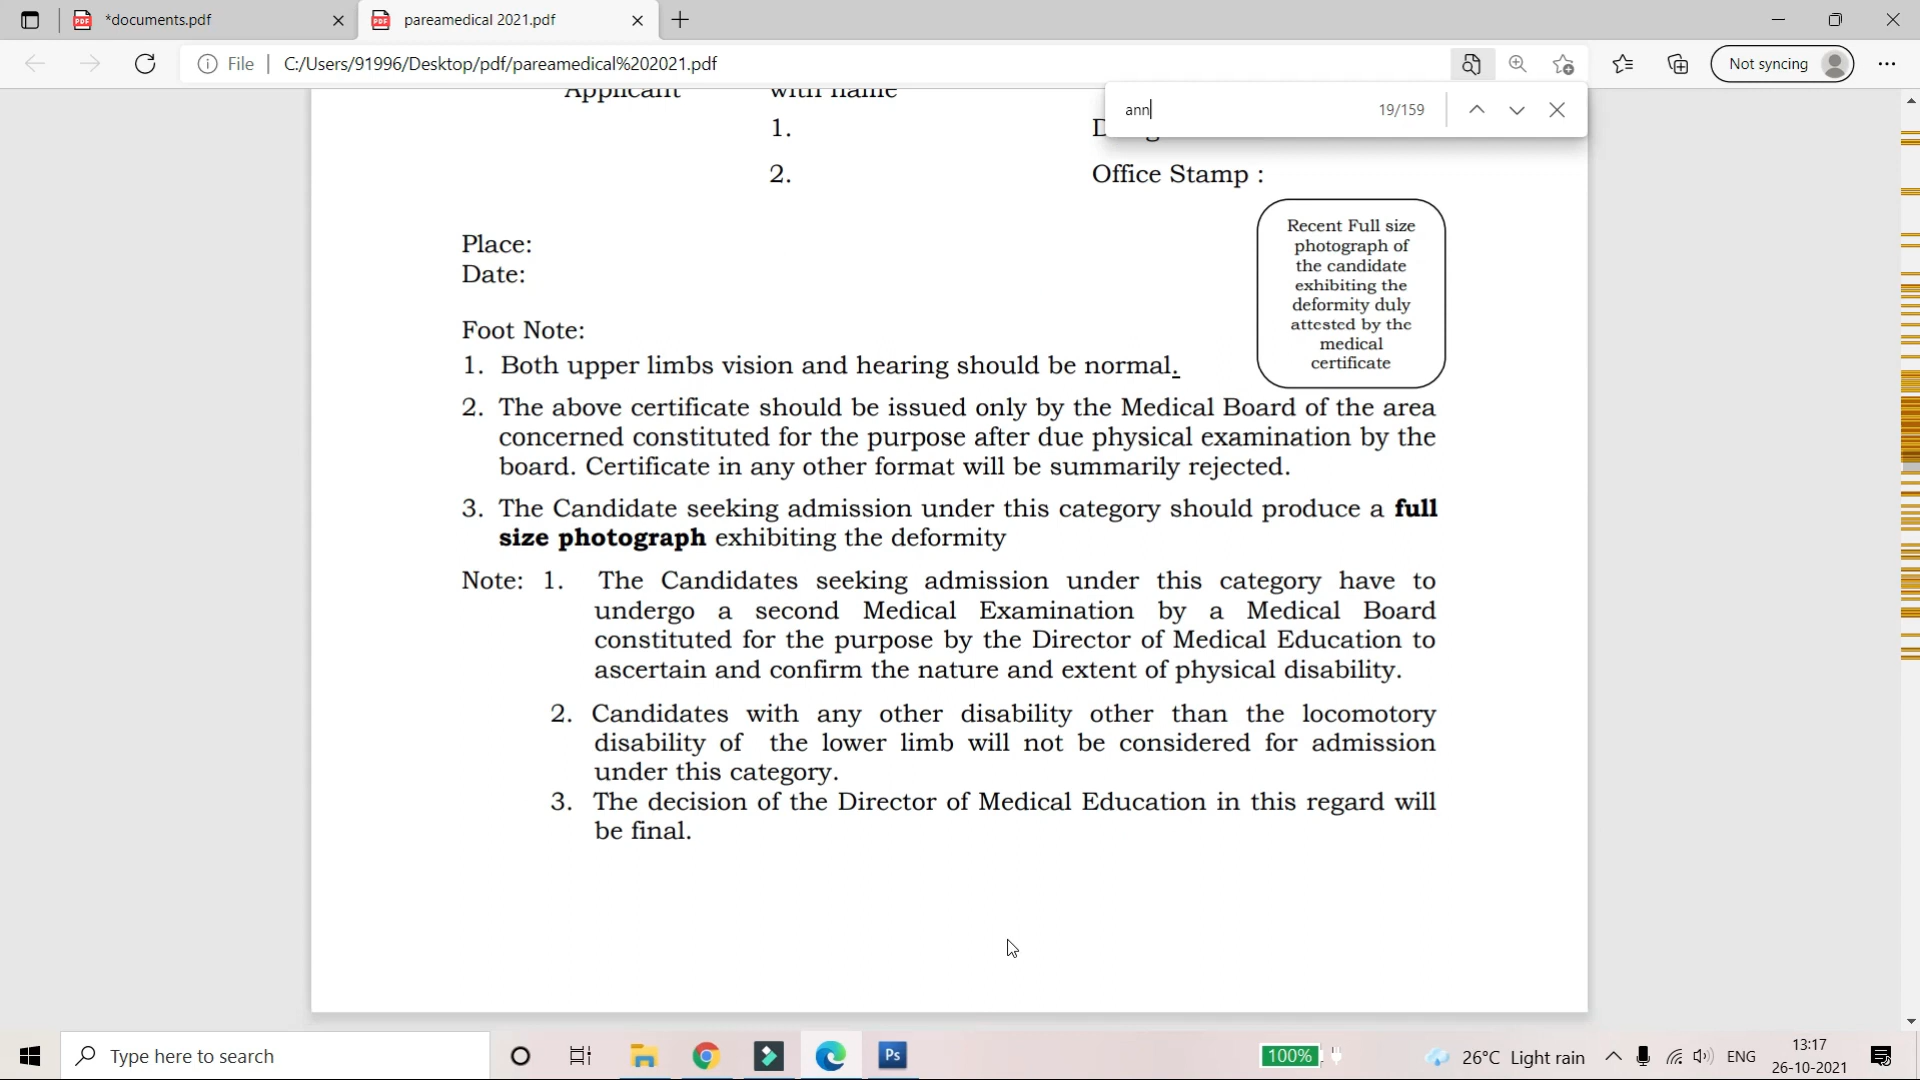 *documents.pdf
pareamedical 2021.pdf
File
C:/Users/91996/Desktop/pdf/pareamedical%202021.pdf
Not syncing
ann
19/159
Applicant with name
1.
2. Office Stamp :
Place:
Date:
Recent Full size
photograph of
the candidate
exhibiting the
deformity duly
attested by the
medical
certificate
Foot Note:
1. Both upper limbs vision and hearing should be normal.
2. The above certificate should be issued only by the Medical Board of the area
concerned constituted for the purpose after due physical examination by the
board. Certificate in any other format will be summarily rejected.
3. The Candidate seeking admission under this category should produce a full
size photograph exhibiting the deformity
Note: 1. The Candidates seeking admission under this category have to
undergo a second Medical Examination by a Medical Board
constituted for the purpose by the Director of Medical Education to
ascertain and confirm the nature and extent of physical disability.
2. Candidates with any other disability other than the locomotory
disability of the lower limb will not be considered for admission
under this category.
3. The decision of the Director of Medical Education in this regard will
be final.
Type here to search
Ps
100%
26°C Light rain
ENG
13:17
26-10-2021